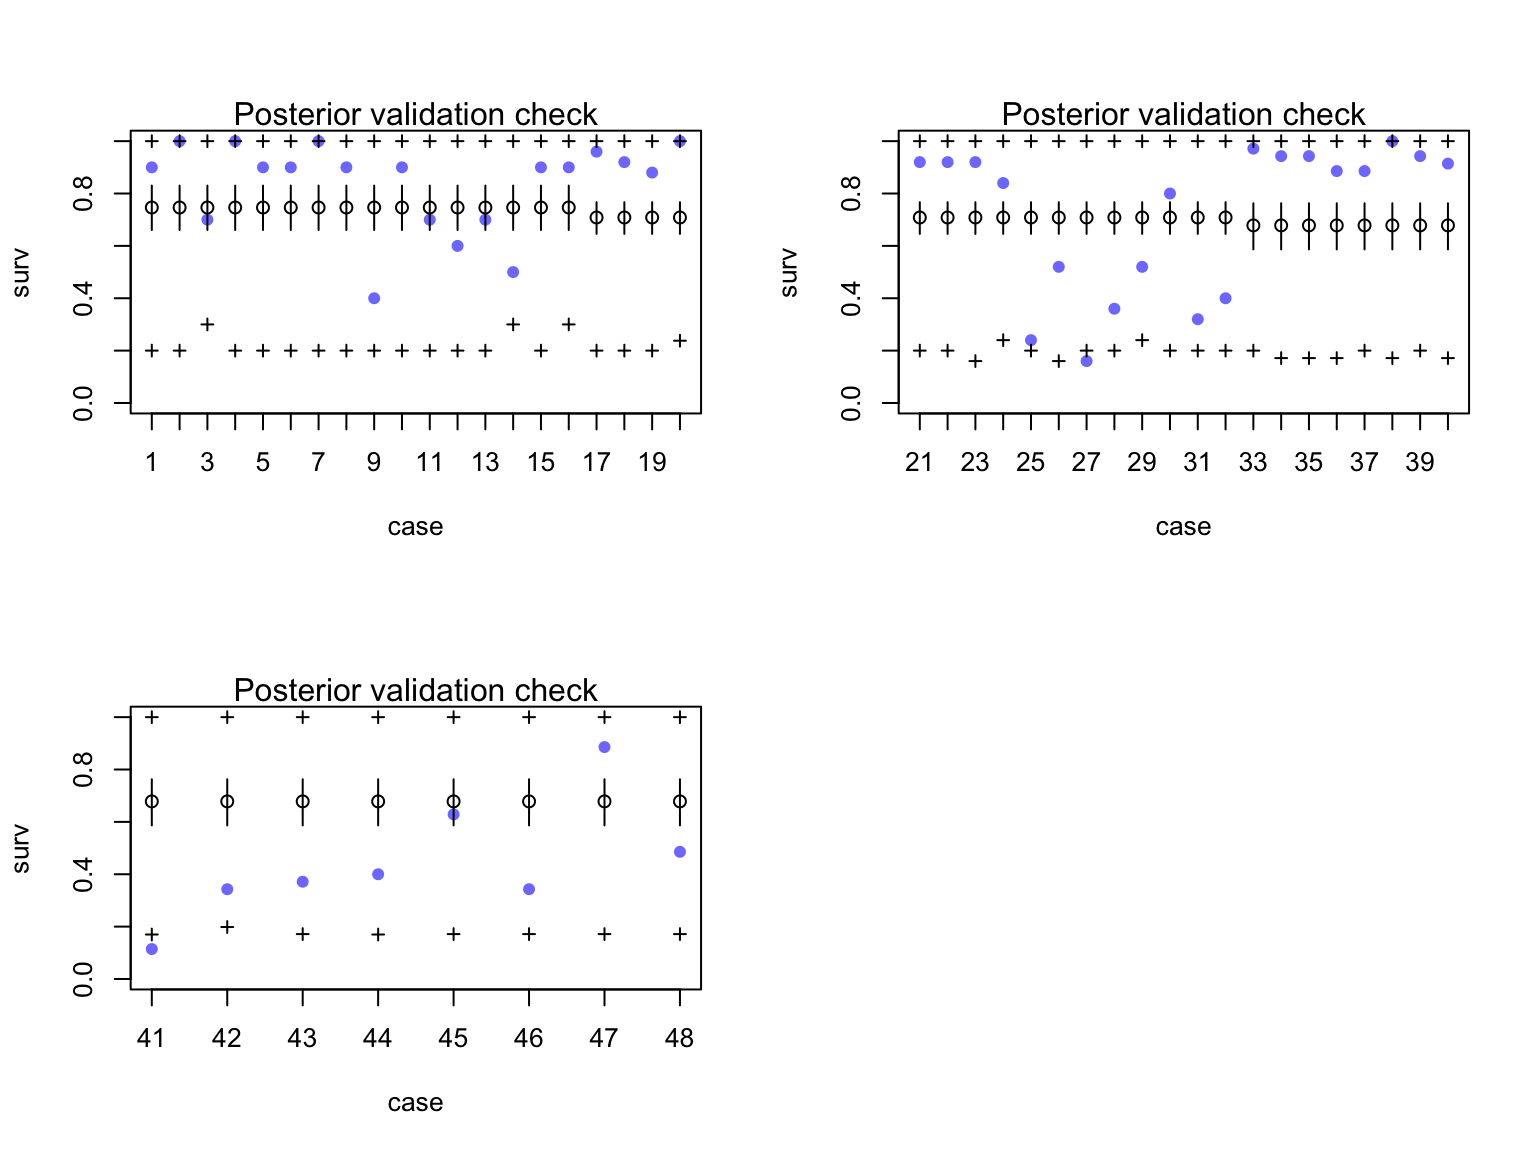 Posterior validation check
surv
0.0 0.4 0.8
1 3 5 7 9 11 13 15 17 19
case
Posterior validation check
surv
0.0 0.4 0.8
21 23 25 27 29 31 33 35 37 39
case
Posterior validation check
surv
0.0 0.4 0.8
41 42 43 44 45 46 47 48
case